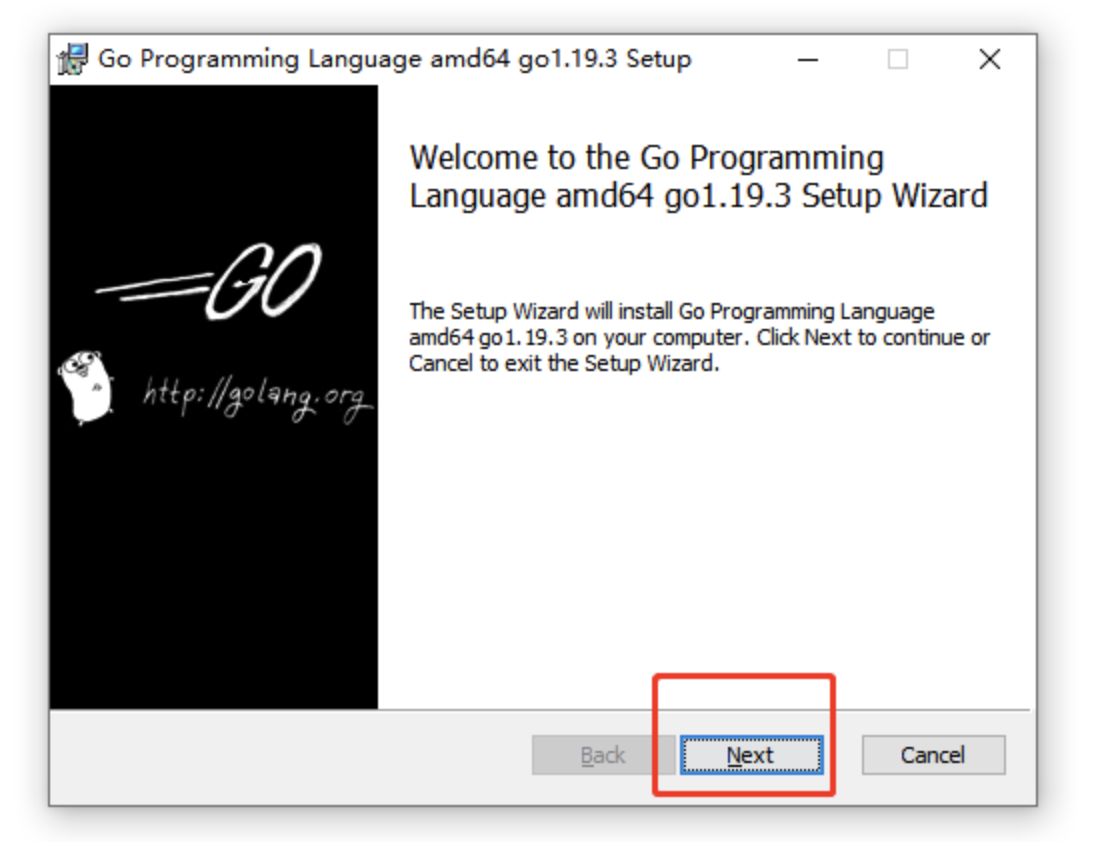 Go Programming Language amd64 go1.19.3 Setup
Welcome to the Go Programming
Language amd64 go1.19.3 Setup Wizard
GO
http://golang.org
The Setup Wizard will install Go Programming Language
amd64 go1.19.3 on your computer. Click Next to continue or
Cancel to exit the Setup Wizard.
Back
Next
Cancel